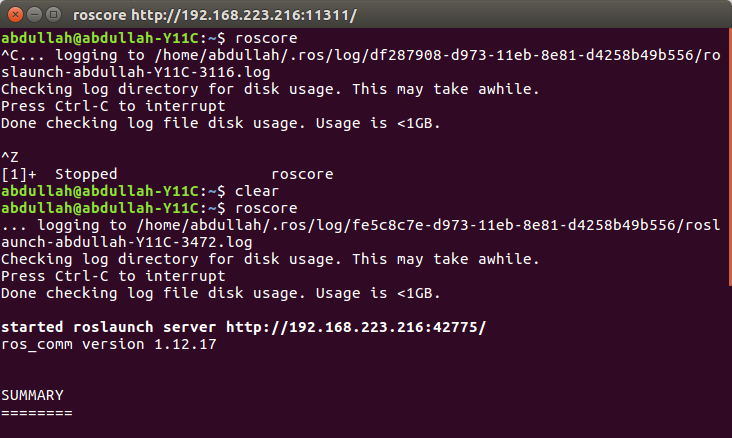 roscore http://192.168.223.216:11311/
abdullah@abdullah-Y11C:~$ roscore
^C... logging to /home/abdullah/.ros/log/df287908-d973-11eb-8e81-d4258b49b556/ro
slaunch-abdullah-Y11C-3116.log
Checking log directory for disk usage. This may take awhile.
Press Ctrl-C to interrupt
Done checking log file disk usage. Usage is <1GB.
^Z
[1]+  Stopped                 roscore
abdullah@abdullah-Y11C:~$ clear
abdullah@abdullah-Y11C:~$ roscore
... logging to /home/abdullah/.ros/log/fe5c8c7e-d973-11eb-8e81-d4258b49b556/rosl
aunch-abdullah-Y11C-3472.log
Checking log directory for disk usage. This may take awhile.
Press Ctrl-C to interrupt
Done checking log file disk usage. Usage is <1GB.
started roslaunch server http://192.168.223.216:42775/
ros_comm version 1.12.17
SUMMARY
========